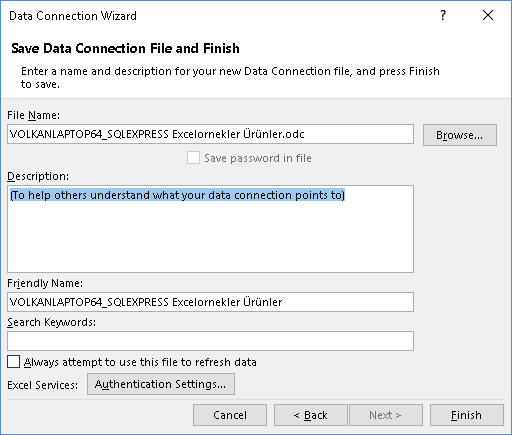 Data Connection Wizard
Save Data Connection File and Finish
Enter a name and description for your new Data Connection file, and press Finish
to save.
File Name:
VOLKANLAPTOP64_SQLEXPRESS Excelornekler Ürünler.odc
Browse...
Save password in file
Description:
(To help others understand what your data connection points to)
Friendly Name:
VOLKANLAPTOP64_SQLEXPRESS Excelornekler Ürünler
Search Keywords:
Always attempt to use this file to refresh data
Excel Services:
Authentication Settings...
Cancel
< Back
Next >
Finish